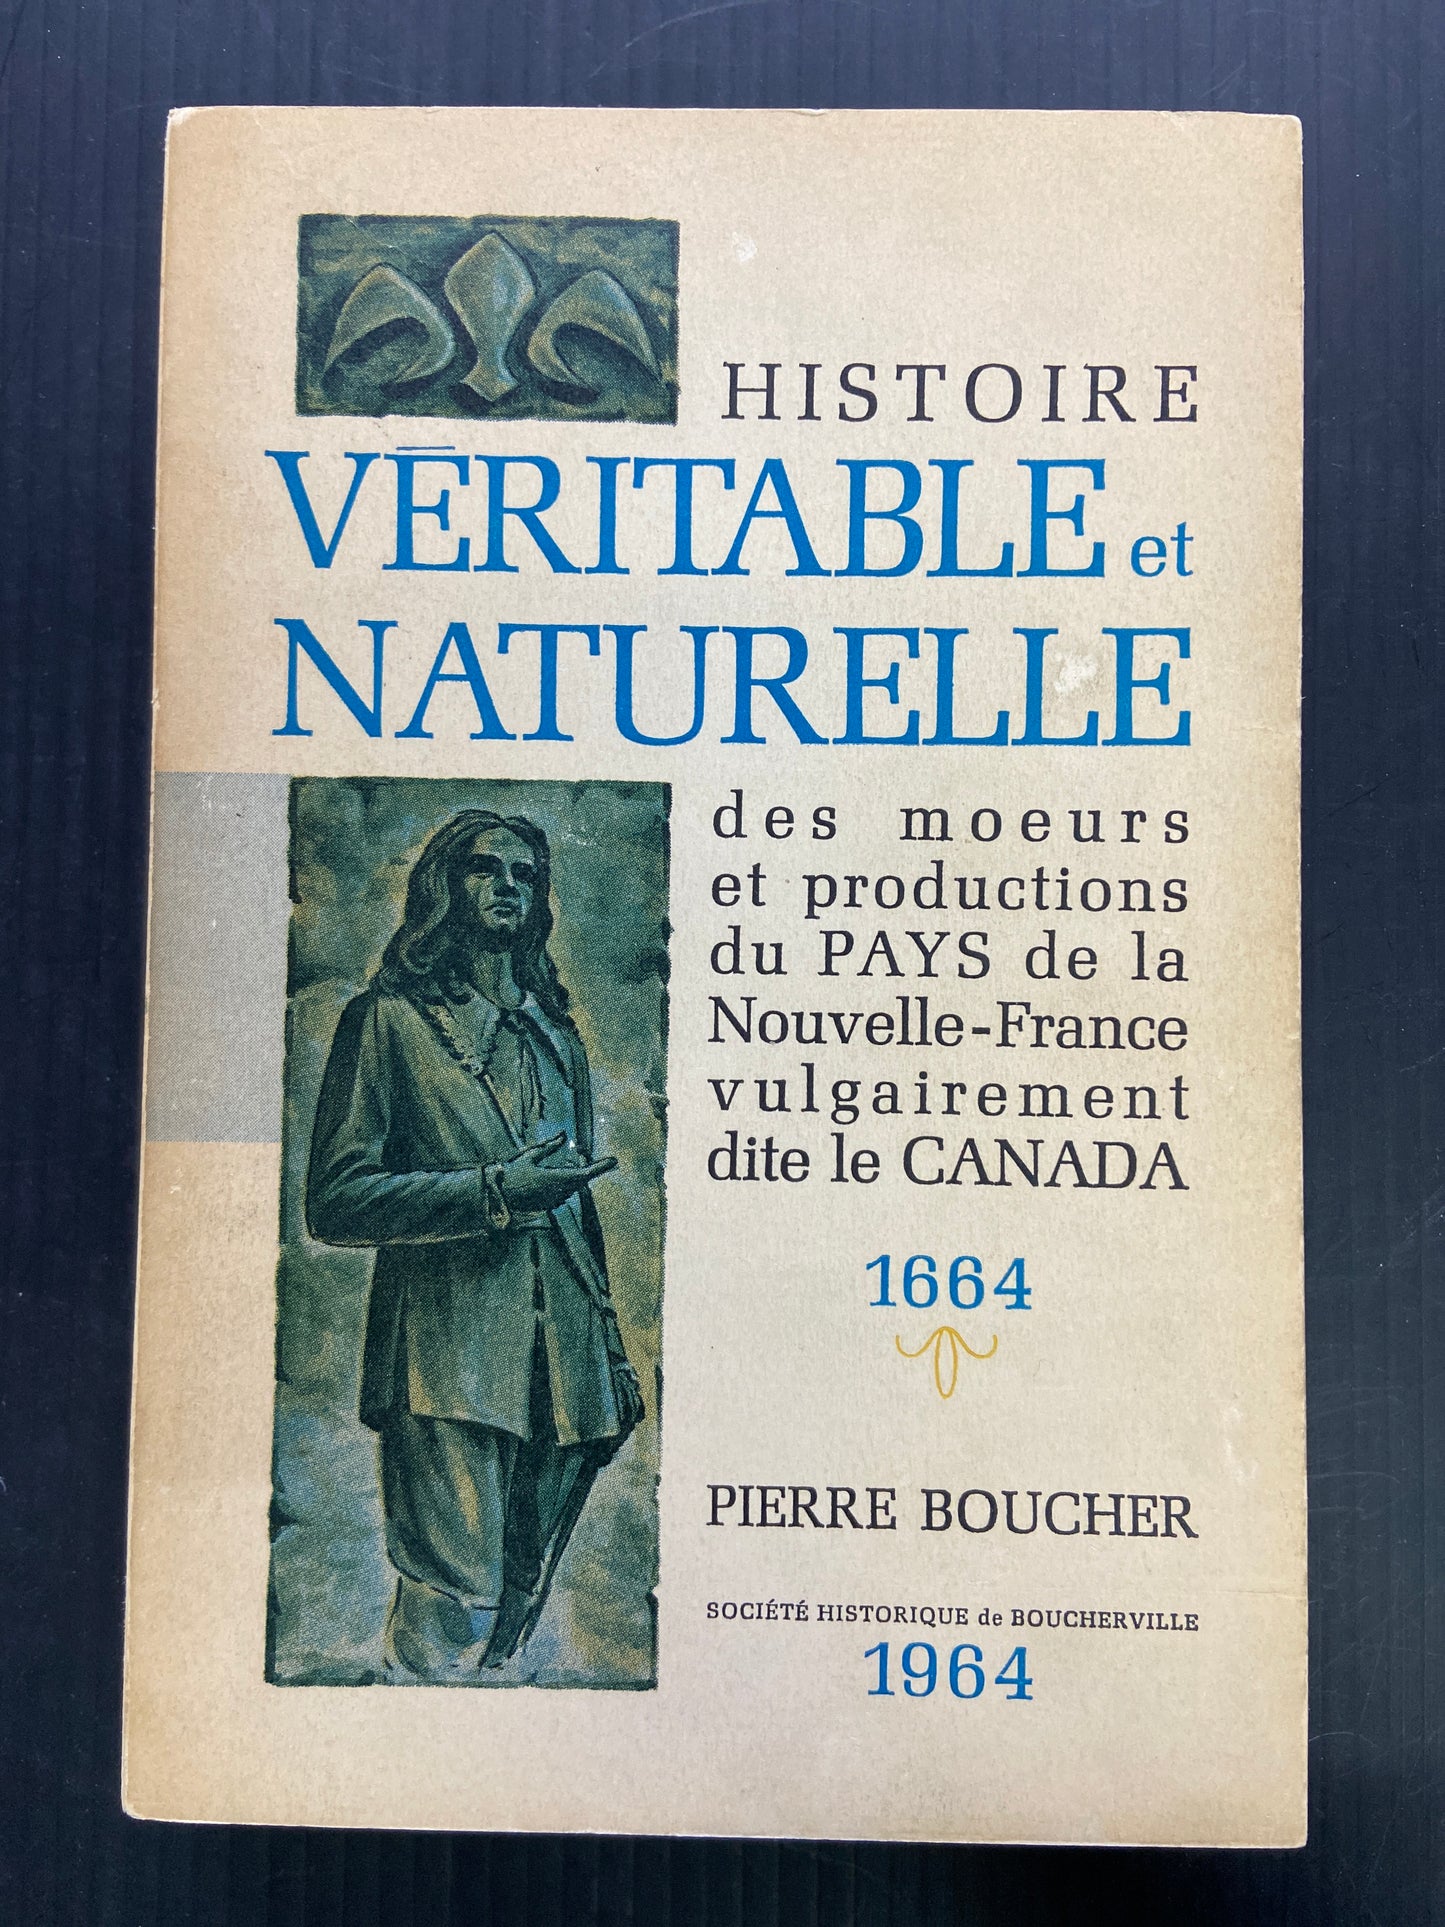 HISTOIRE
VÉRITABLE et
NATURELLE
des moeurs
et productions
du PAYS de la
Nouvelle-France
vulgairement
dite le CANADA
1664
PIERRE BOUCHER
SOCIÉTÉ HISTORIQUE de BOUCHERVILLE
1964